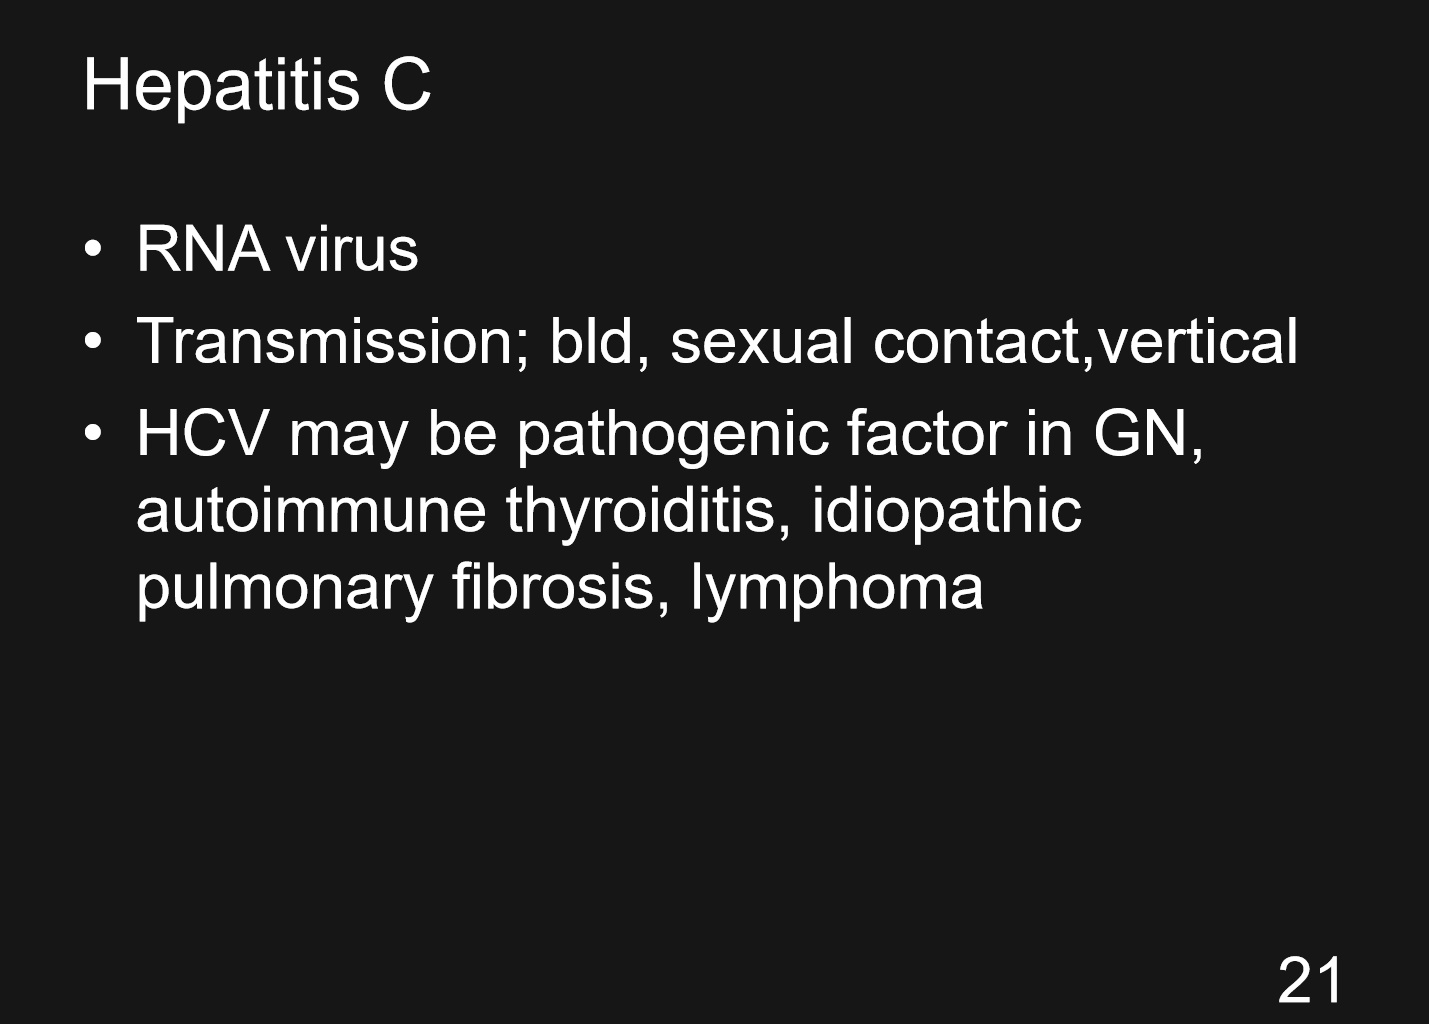 Hepatitis C
• RNA virus
• Transmission; bld, sexual contact,vertical
• HCV may be pathogenic factor in GN,
autoimmune thyroiditis, idiopathic
pulmonary fibrosis, lymphoma
21